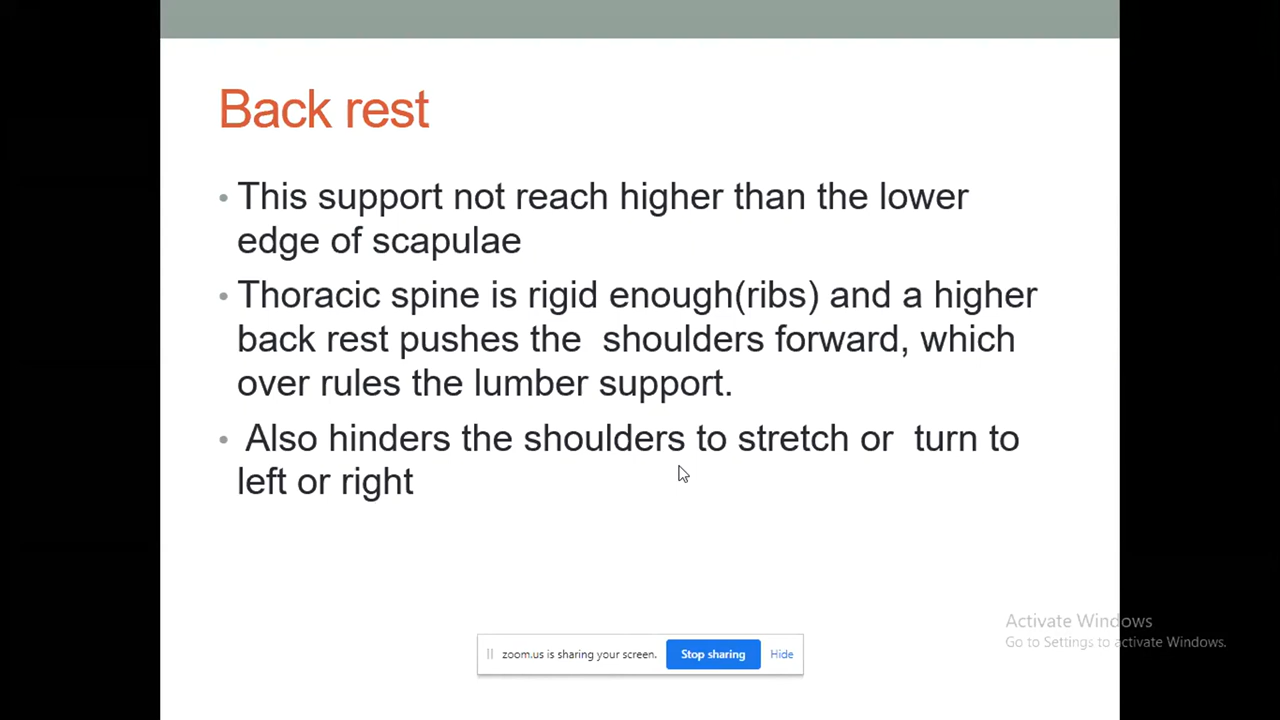 Back rest
• This support not reach higher than the lower
edge of scapulae
• Thoracic spine is rigid enough(ribs) and a higher
back rest pushes the  shoulders forward, which
over rules the lumber support.
•  Also hinders the shoulders to stretch or  turn to
left or right
Activate Windows
Go to Settings to activate Windows.
zoom.us is sharing your screen. Stop sharing Hide